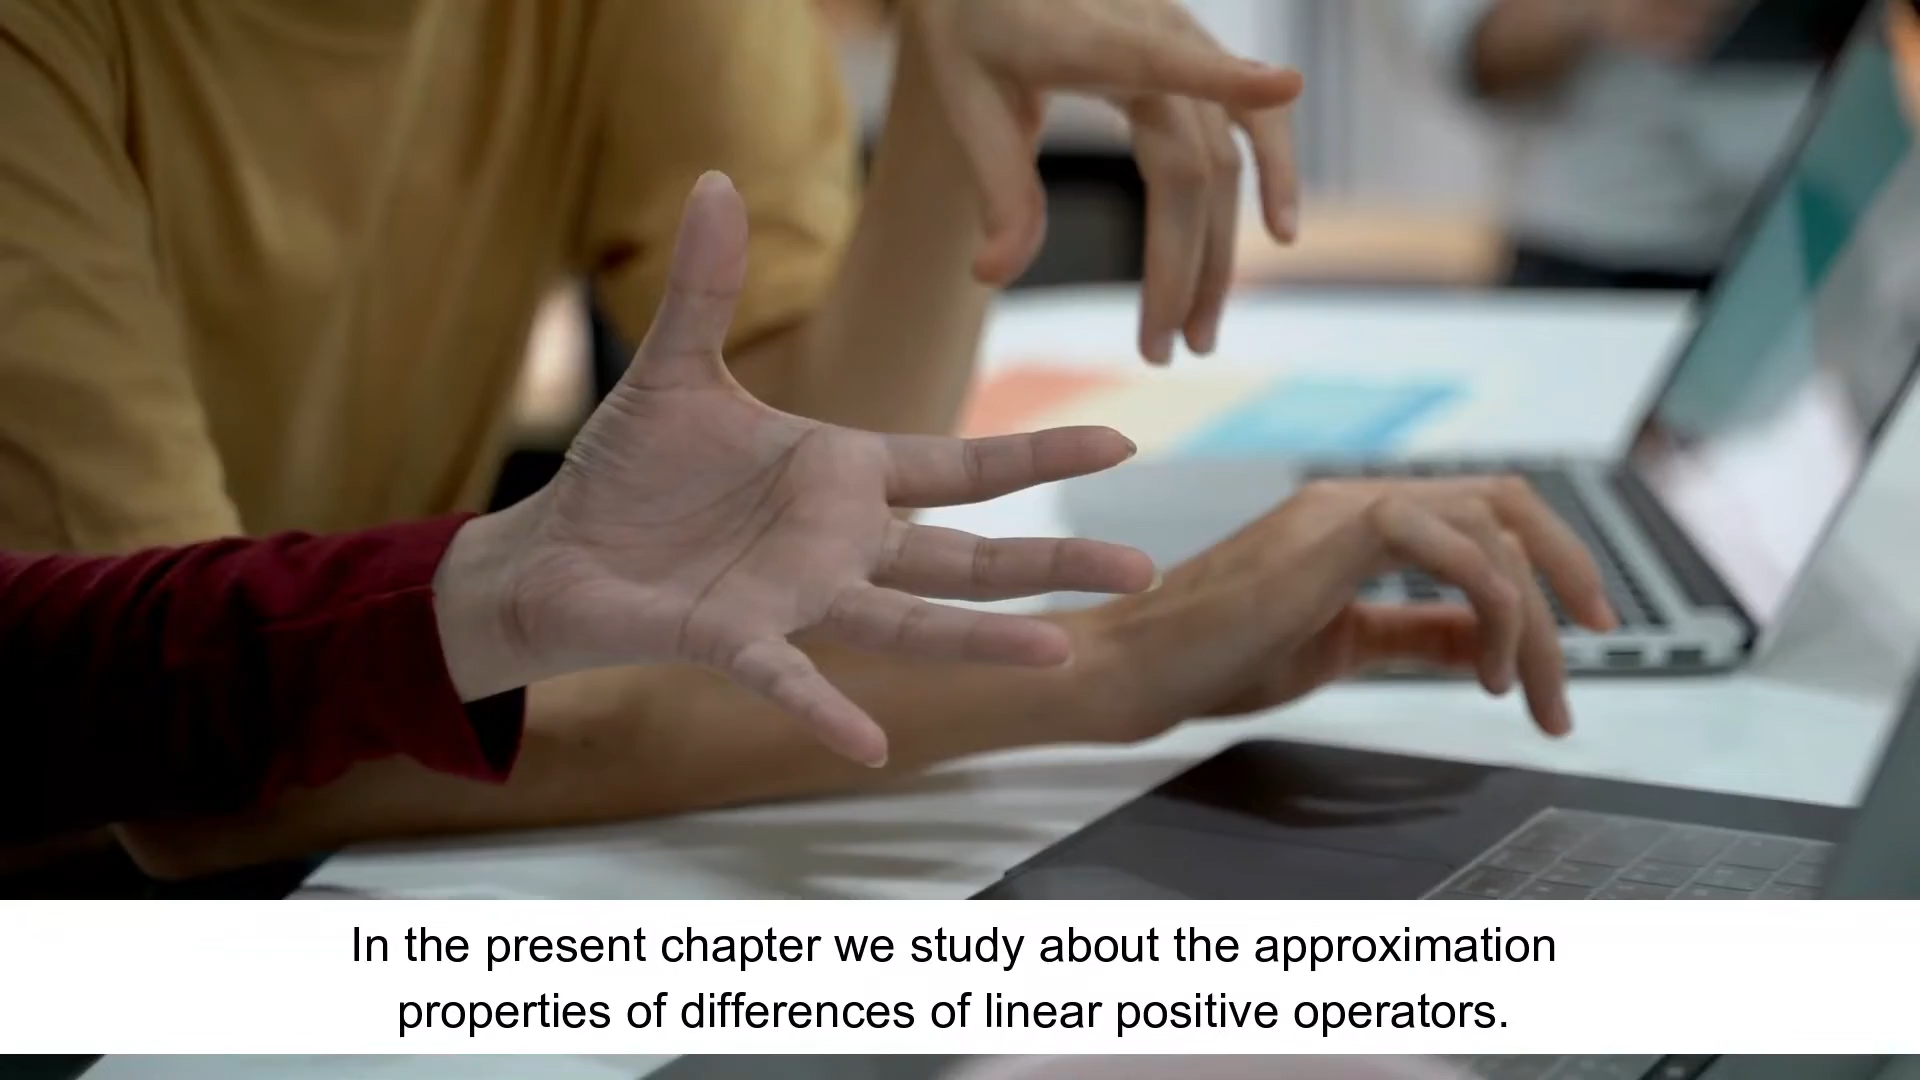 In the present chapter we study about the approximation
properties of differences of linear positive operators.